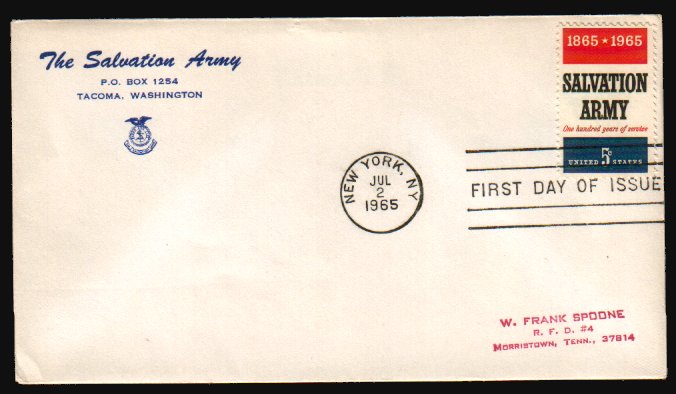 The Salvation Army
P.O. BOX 1254
TACOMA, WASHINGTON
1865 ★ 1965
SALVATION
ARMY
One hundred years of service
5c
UNITED STATES
NEW YORK, NY
JUL
2
1965
FIRST DAY OF ISSUE
W. FRANK SPOONE
R. F. D. #4
MORRISTOWN, TENN., 37814